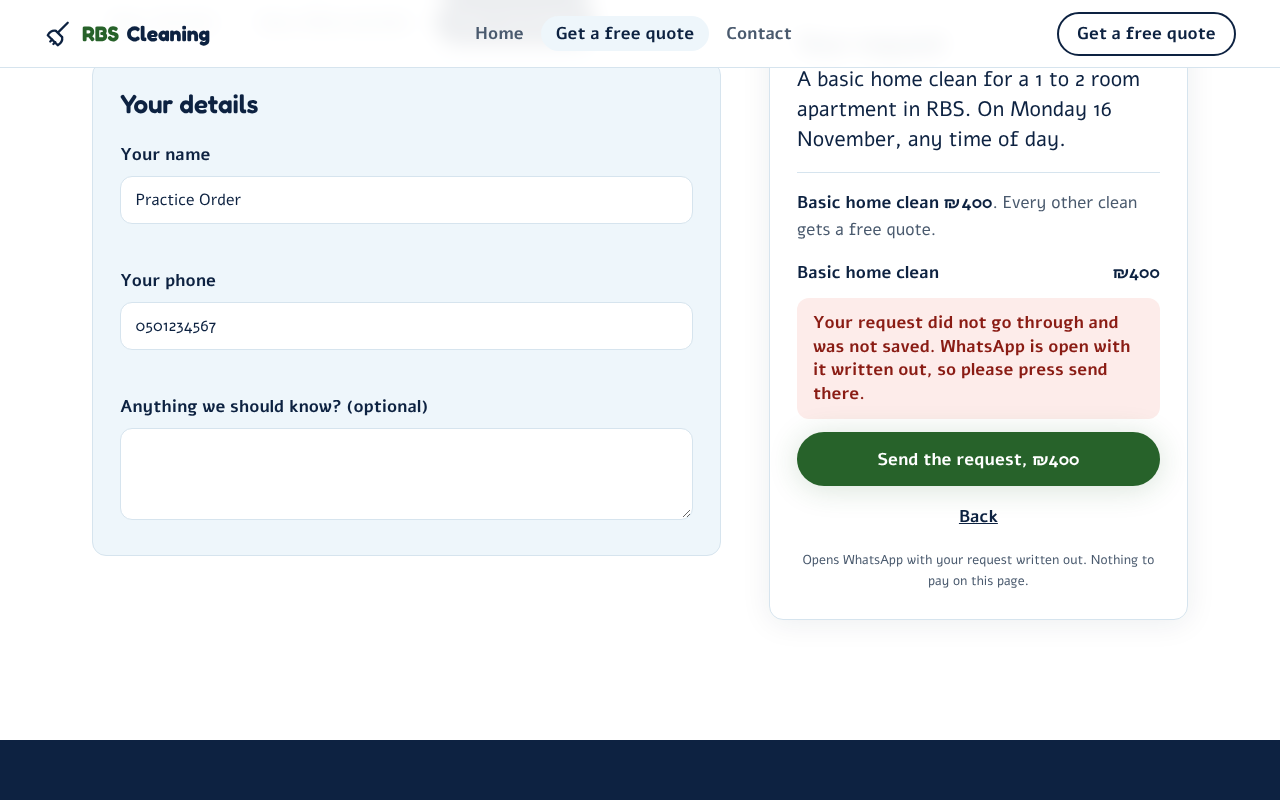 RBS Cleaning
Home
Get a free quote
Contact
Get a free quote
Your details
Your name
Practice Order
Your phone
0501234567
Anything we should know? (optional)
A basic home clean for a 1 to 2 room
apartment in RBS. On Monday 16
November, any time of day.
Basic home clean ₪400. Every other clean
gets a free quote.
Basic home clean ₪400
Your request did not go through and
was not saved. WhatsApp is open with
it written out, so please press send
there.
Send the request, ₪400
Back
Opens WhatsApp with your request written out. Nothing to
pay on this page.